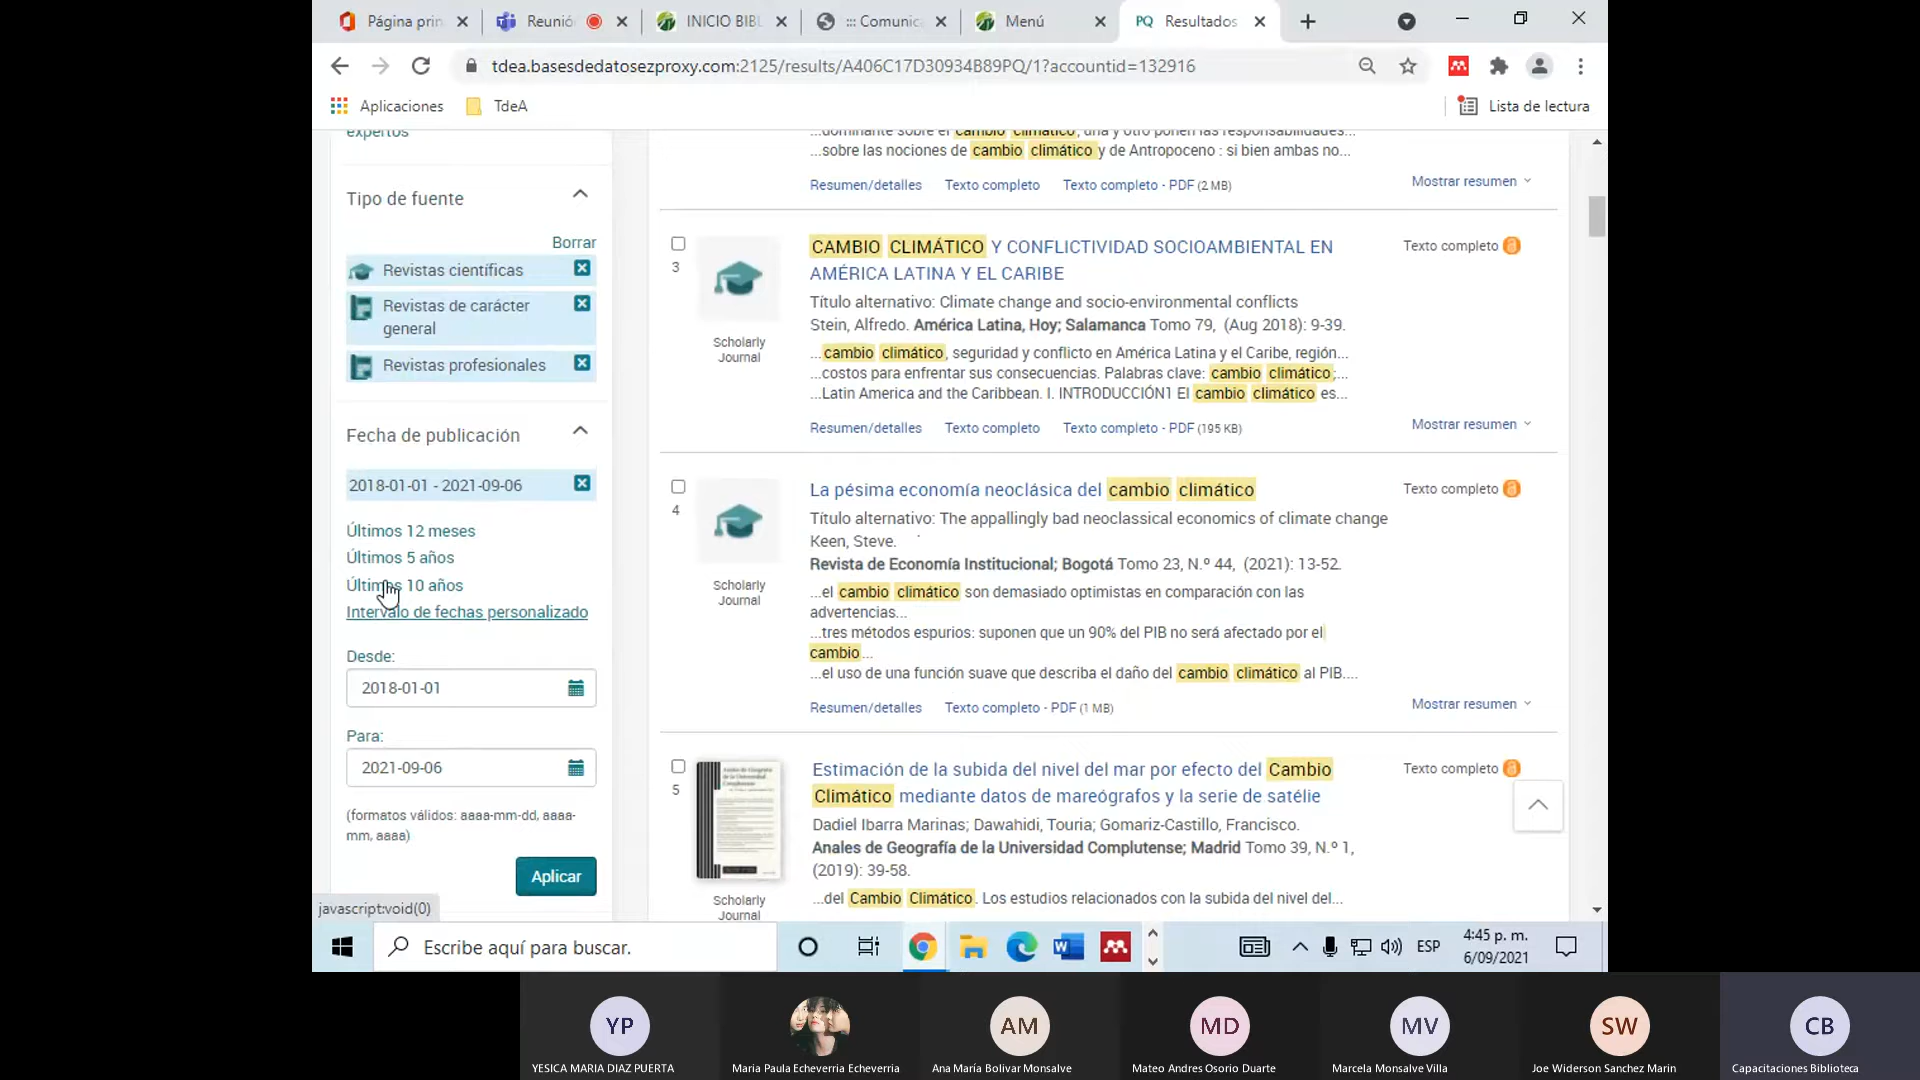 Página prin
Reunió
INICIO BIBL
::: Comunica
Menú
PQ
Resultados
tdea.basesdedatosezproxy.com:2125/results/A406C17D30934B89PQ/1?accountid=132916
Aplicaciones
TdeA
Lista de lectura
expertos
Tipo de fuente
Borrar
Revistas científicas
Revistas de carácter
general
Revistas profesionales
Fecha de publicación
2018-01-01 - 2021-09-06
Últimos 12 meses
Últimos 5 años
Últimos 10 años
Intervalo de fechas personalizado
Desde:
2018-01-01
Para:
2021-09-06
(formatos válidos: aaaa-mm-dd, aaaa-
mm, aaaa)
Aplicar
javascript:void(0)
...dominante sobre el cambio climático, una y otro ponen las responsabilidades...
...sobre las nociones de cambio climático y de Antropoceno : si bien ambas no...
Resumen/detalles Texto completo Texto completo - PDF (2 MB)
Mostrar resumen
3
Scholarly
Journal
CAMBIO CLIMÁTICO Y CONFLICTIVIDAD SOCIOAMBIENTAL EN
AMÉRICA LATINA Y EL CARIBE
Texto completo
Título alternativo: Climate change and socio-environmental conflicts
Stein, Alfredo. América Latina, Hoy; Salamanca Tomo 79, (Aug 2018): 9-39.
...cambio climático, seguridad y conflicto en América Latina y el Caribe, región...
...costos para enfrentar sus consecuencias. Palabras clave: cambio climático;...
...Latin America and the Caribbean. I. INTRODUCCIÓN1 El cambio climático es...
Resumen/detalles Texto completo Texto completo - PDF (195 KB)
Mostrar resumen
4
Scholarly
Journal
La pésima economía neoclásica del cambio climático
Texto completo
Título alternativo: The appallingly bad neoclassical economics of climate change
Keen, Steve.
Revista de Economía Institucional; Bogotá Tomo 23, N.º 44, (2021): 13-52.
...el cambio climático son demasiado optimistas en comparación con las
advertencias...
...tres métodos espurios: suponen que un 90% del PIB no será afectado por el
cambio...
...el uso de una función suave que describa el daño del cambio climático al PIB....
Resumen/detalles Texto completo - PDF (1 MB)
Mostrar resumen
5
Scholarly
Journal
Estimación de la subida del nivel del mar por efecto del Cambio
Climático mediante datos de mareógrafos y la serie de satélie
Texto completo
Dadiel Ibarra Marinas; Dawahidi, Touria; Gomariz-Castillo, Francisco.
Anales de Geografía de la Universidad Complutense; Madrid Tomo 39, N.º 1,
(2019): 39-58.
...del Cambio Climático. Los estudios relacionados con la subida del nivel del...
Escribe aquí para buscar.
ESP
4:45 p. m.
6/09/2021
YP
AM
MD
MV
SW
CB
YESICA MARIA DIAZ PUERTA
Maria Paula Echeverria Echeverria
Ana María Bolivar Monsalve
Mateo Andres Osorio Duarte
Marcela Monsalve Villa
Joe Widerson Sanchez Marin
Capacitaciones Biblioteca